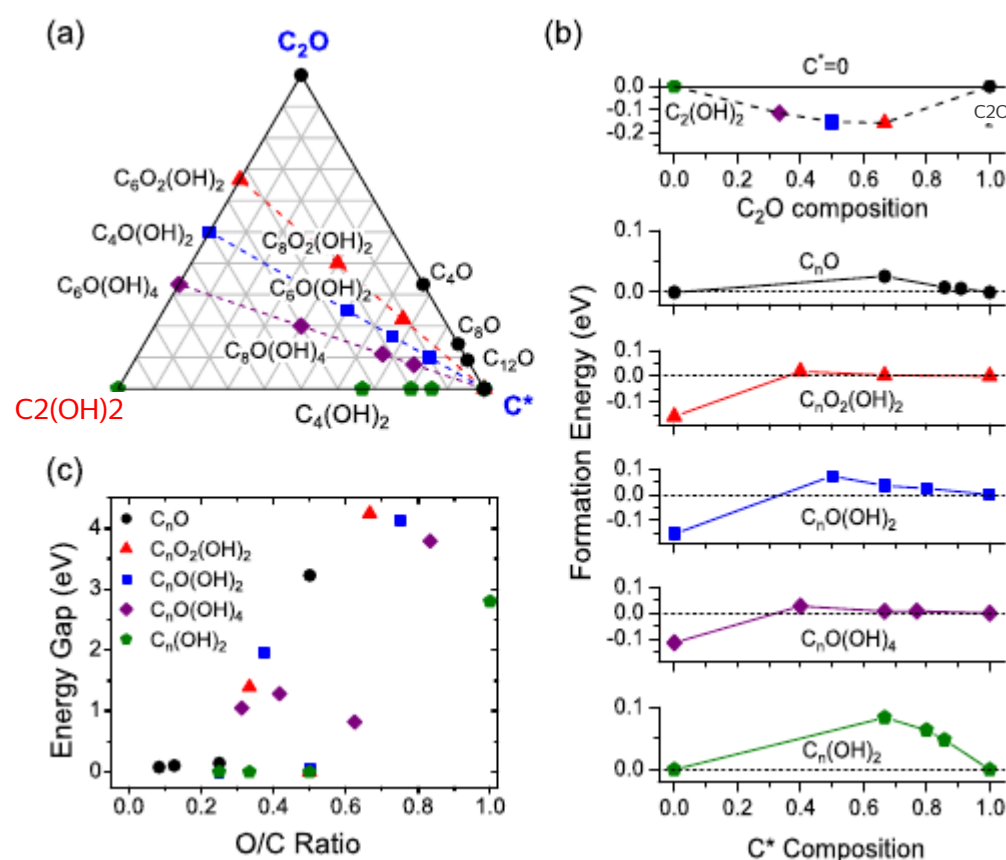 (a)
C₂O
C₆O₂(OH)₂
C₄O(OH)₂
C₈O₂(OH)₂
C₆O(OH)₄
C₆O(OH)₂
C₄O
C₈O
C₈O(OH)₄
C₁₂O
C2(OH)2
C₄(OH)₂
C*
(b)
C*=0
0.0
-0.1
-0.2
C₂(OH)₂
C2O
0.0 0.2 0.4 0.6 0.8 1.0
C₂O composition
Formation Energy (eV)
0.1
0.0
CₙO
0.1
0.0
-0.1
CₙO₂(OH)₂
0.1
0.0
-0.1
CₙO(OH)₂
0.1
0.0
-0.1
CₙO(OH)₄
0.1
0.0
Cₙ(OH)₂
0.0 0.2 0.4 0.6 0.8 1.0
C* Composition
(c)
Energy Gap (eV)
4
3
2
1
0
CₙO
CₙO₂(OH)₂
CₙO(OH)₂
CₙO(OH)₄
Cₙ(OH)₂
0.0 0.2 0.4 0.6 0.8 1.0
O/C Ratio